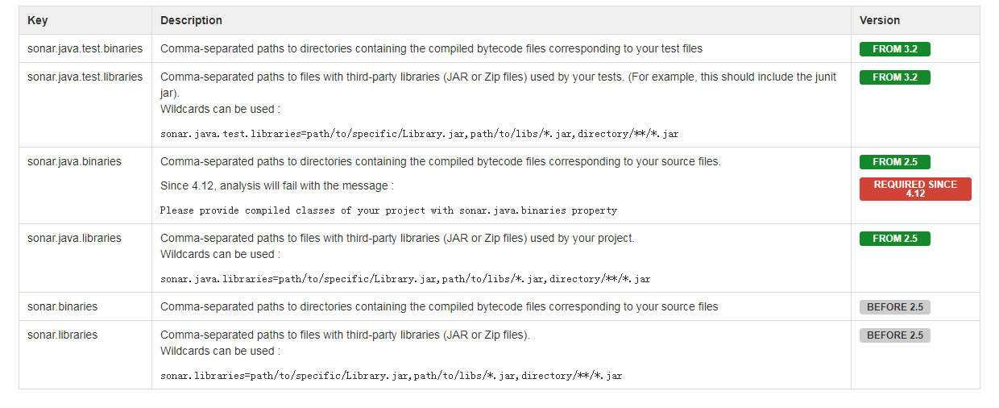 Key Description Version
sonar.java.test.binaries Comma-separated paths to directories containing the compiled bytecode files corresponding to your test files FROM 3.2
sonar.java.test.libraries Comma-separated paths to files with third-party libraries (JAR or Zip files) used by your tests. (For example, this should include the junit FROM 3.2
jar).
Wildcards can be used :
sonar.java.test.libraries=path/to/specific/Library.jar,path/to/libs/*.jar,directory/**/*.jar
sonar.java.binaries Comma-separated paths to directories containing the compiled bytecode files corresponding to your source files. FROM 2.5
Since 4.12, analysis will fail with the message : REQUIRED SINCE
4.12
Please provide compiled classes of your project with sonar.java.binaries property
sonar.java.libraries Comma-separated paths to files with third-party libraries (JAR or Zip files) used by your project. FROM 2.5
Wildcards can be used :
sonar.java.libraries=path/to/specific/Library.jar,path/to/libs/*.jar,directory/**/*.jar
sonar.binaries Comma-separated paths to directories containing the compiled bytecode files corresponding to your source files BEFORE 2.5
sonar.libraries Comma-separated paths to files with third-party libraries (JAR or Zip files). BEFORE 2.5
Wildcards can be used :
sonar.libraries=path/to/specific/Library.jar,path/to/libs/*.jar,directory/**/*.jar